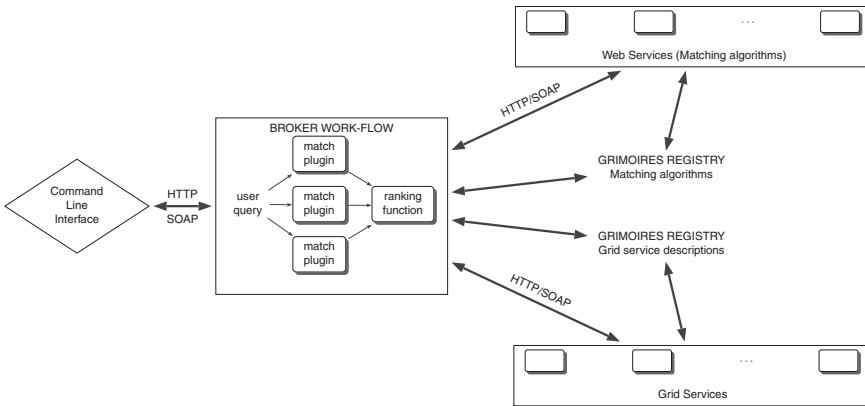 . . .
Web Services (Matching algorithms)
HTTP/SOAP
BROKER WORK-FLOW
match
plugin
GRIMOIRES REGISTRY
Matching algorithms
Command
Line
Interface
HTTP
SOAP
user
query
match
plugin
ranking
function
match
plugin
GRIMOIRES REGISTRY
Grid service descriptions
HTTP/SOAP
. . .
Grid Services